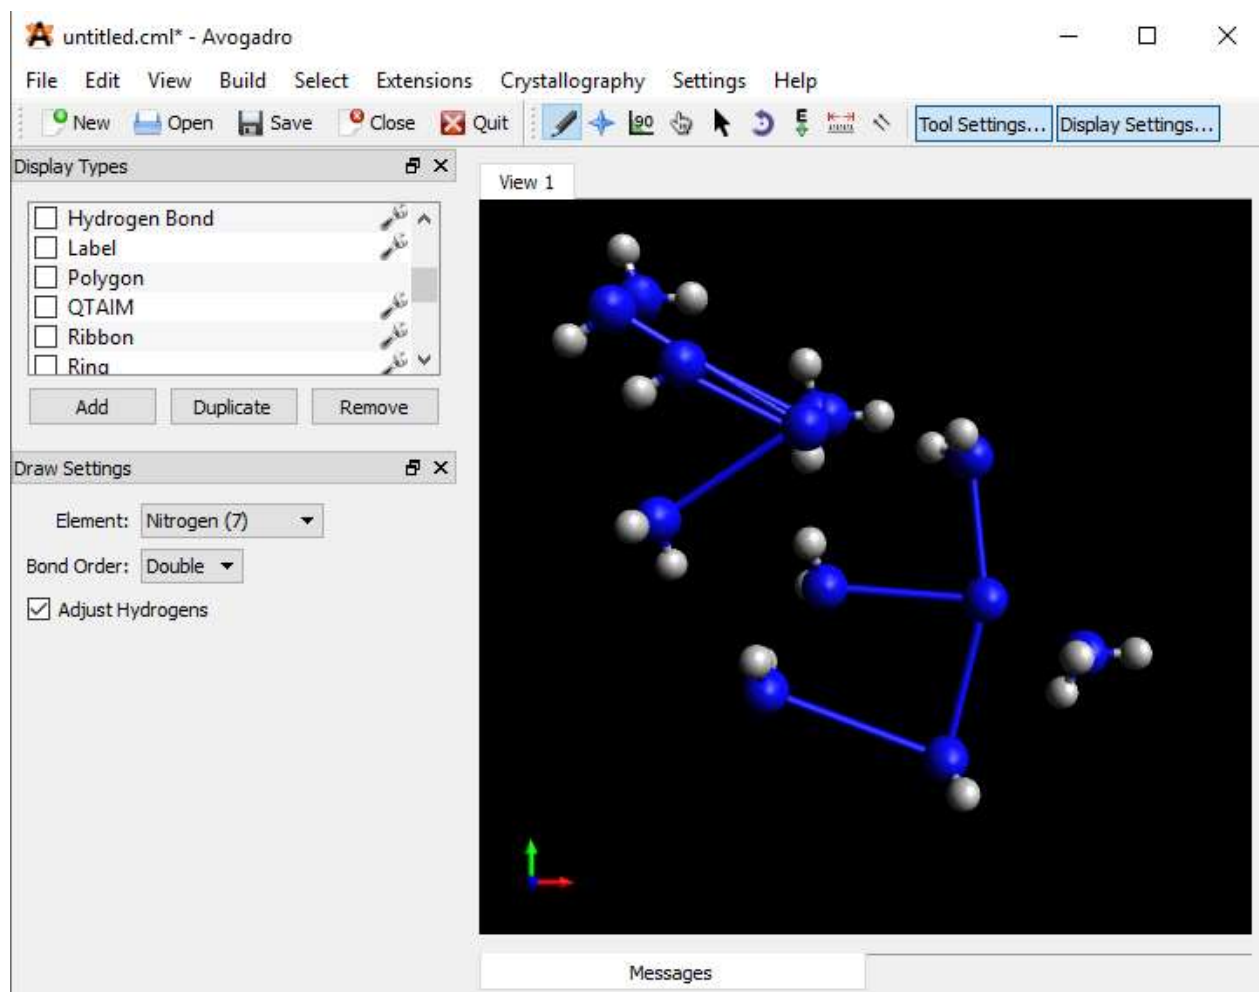 untitled.cml* - Avogadro
File Edit View Build Select Extensions Crystallography Settings Help
New Open Save Close Quit 90 E Tool Settings... Display Settings...
Display Types
View 1
Hydrogen Bond
Label
Polygon
QTAIM
Ribbon
Ring
Add Duplicate Remove
Draw Settings
Element: Nitrogen (7)
Bond Order: Double
Adjust Hydrogens
Messages